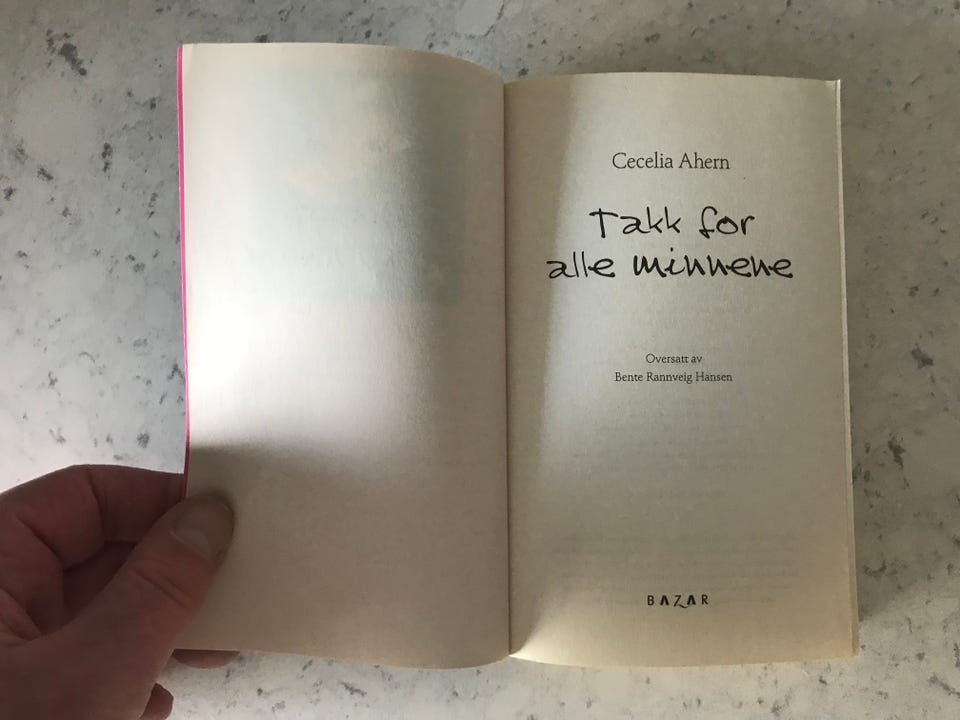 Cecelia Ahern
Takk for
alle minnene
Oversatt av
Bente Rannveig Hansen
BAZAR